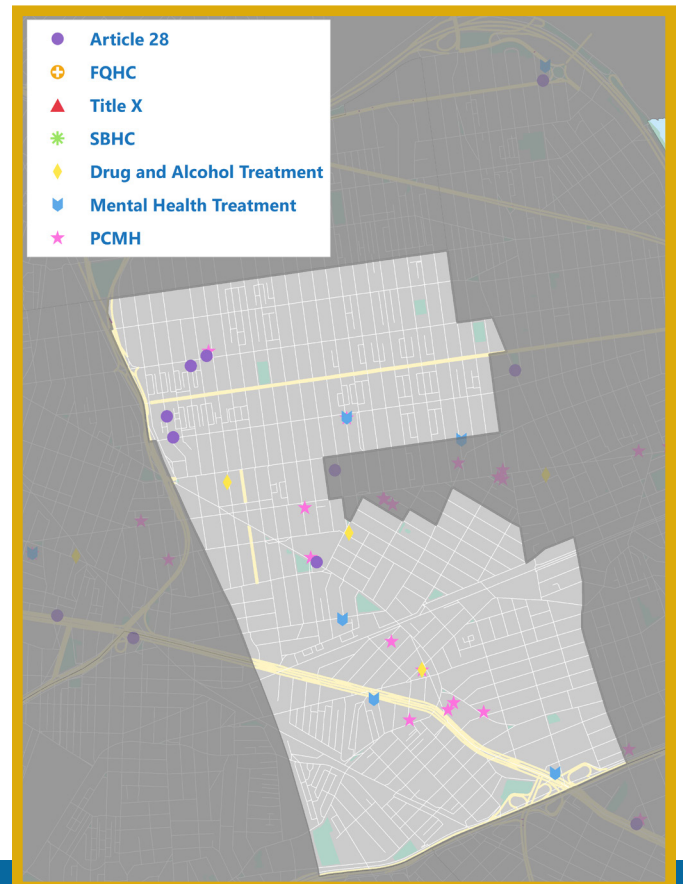 Article 28
FQHC
Title X
SBHC
Drug and Alcohol Treatment
Mental Health Treatment
PCMH